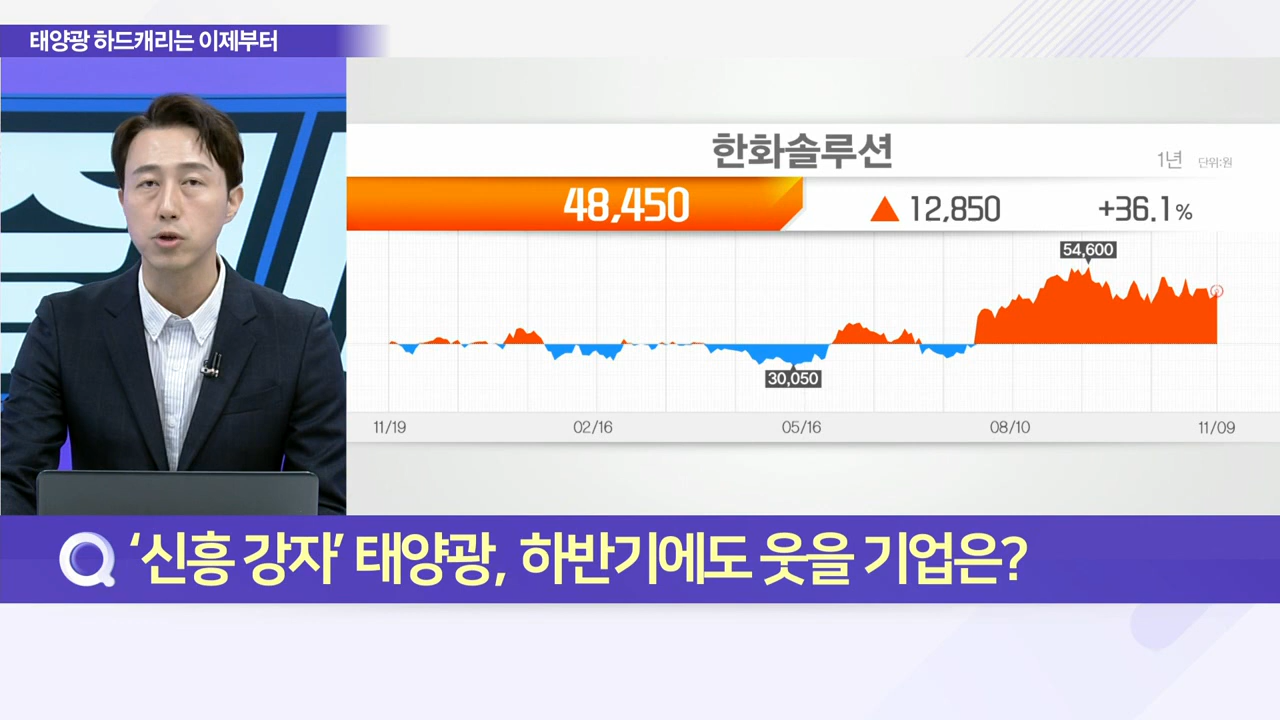 태양광 하드캐리는 이제부터
한화솔루션
1년 단위:원
48,450 ▲ 12,850 +36.1%
54,600
30,050
11/19 02/16 05/16 08/10 11/09
‘신흥 강자’ 태양광, 하반기에도 웃을 기업은?